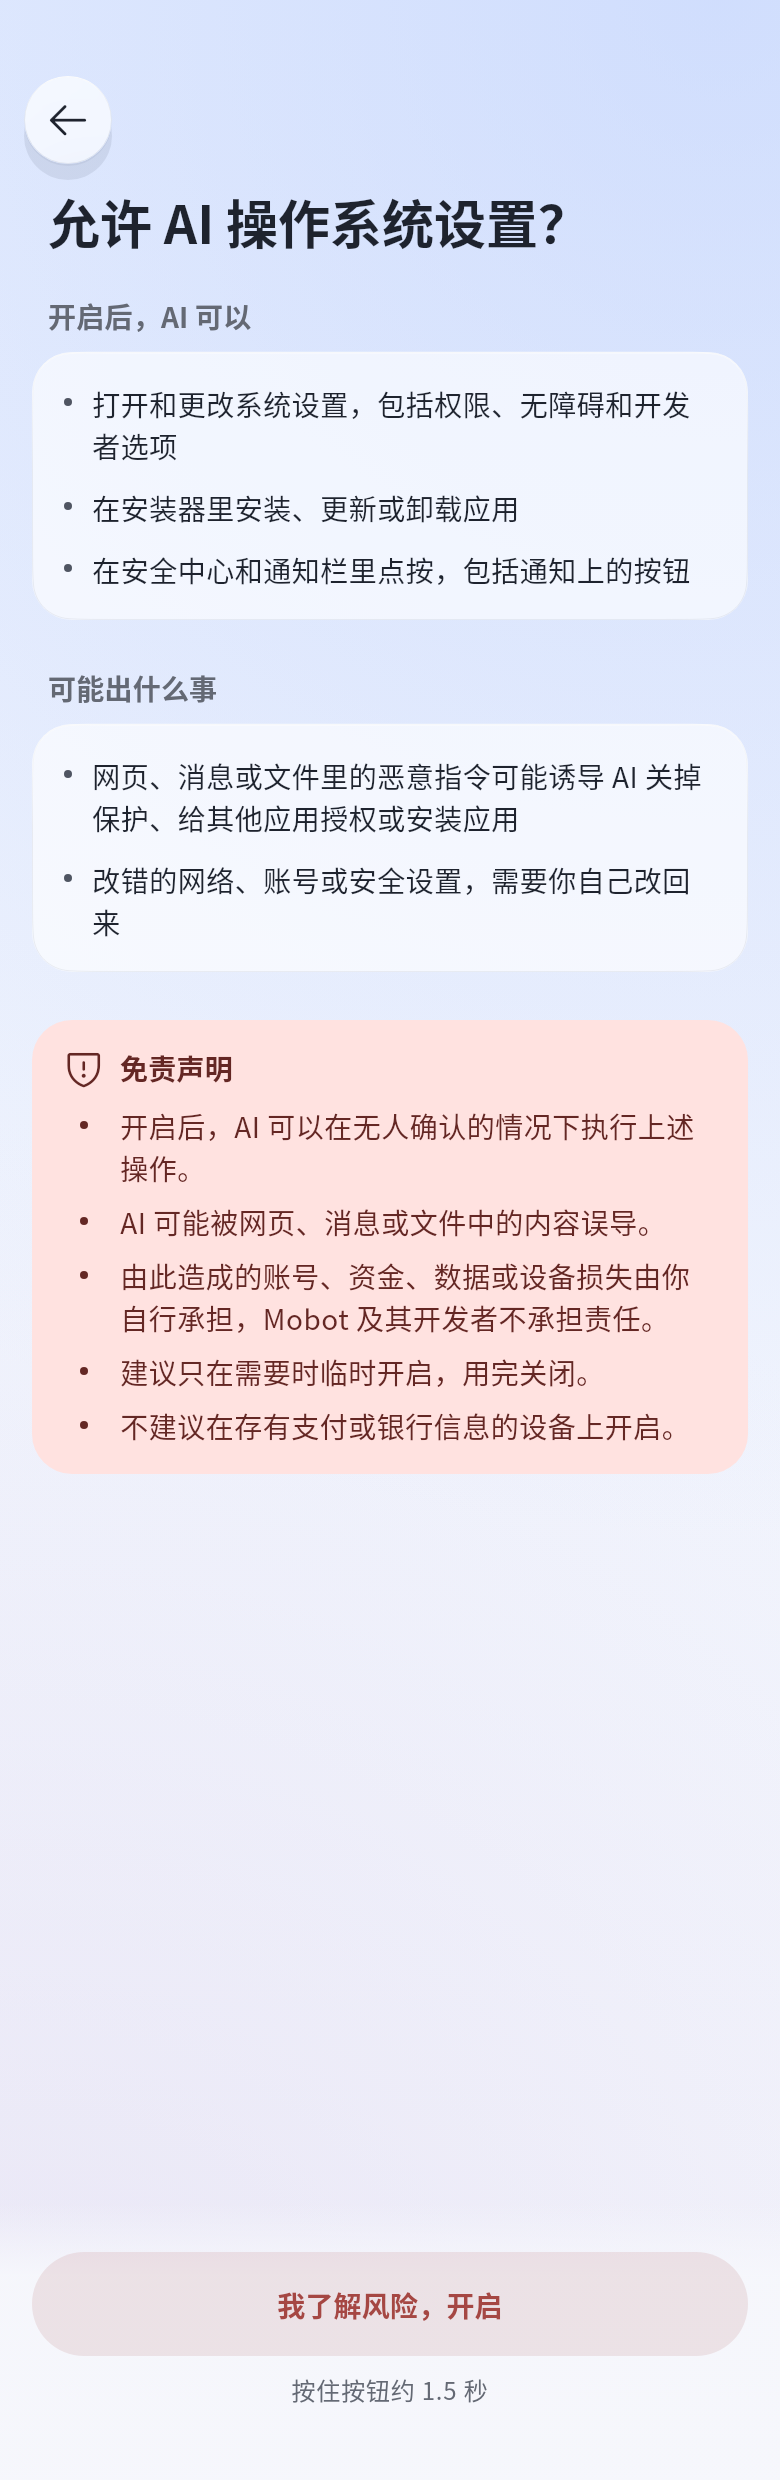 允许 AI 操作系统设置？
开启后，AI 可以
打开和更改系统设置，包括权限、无障碍和开发
者选项
在安装器里安装、更新或卸载应用
在安全中心和通知栏里点按，包括通知上的按钮
可能出什么事
网页、消息或文件里的恶意指令可能诱导 AI 关掉
保护、给其他应用授权或安装应用
改错的网络、账号或安全设置，需要你自己改回
来
免责声明
开启后，AI 可以在无人确认的情况下执行上述
操作。
AI 可能被网页、消息或文件中的内容误导。
由此造成的账号、资金、数据或设备损失由你
自行承担，Mobot 及其开发者不承担责任。
建议只在需要时临时开启，用完关闭。
不建议在存有支付或银行信息的设备上开启。
我了解风险，开启
按住按钮约 1.5 秒